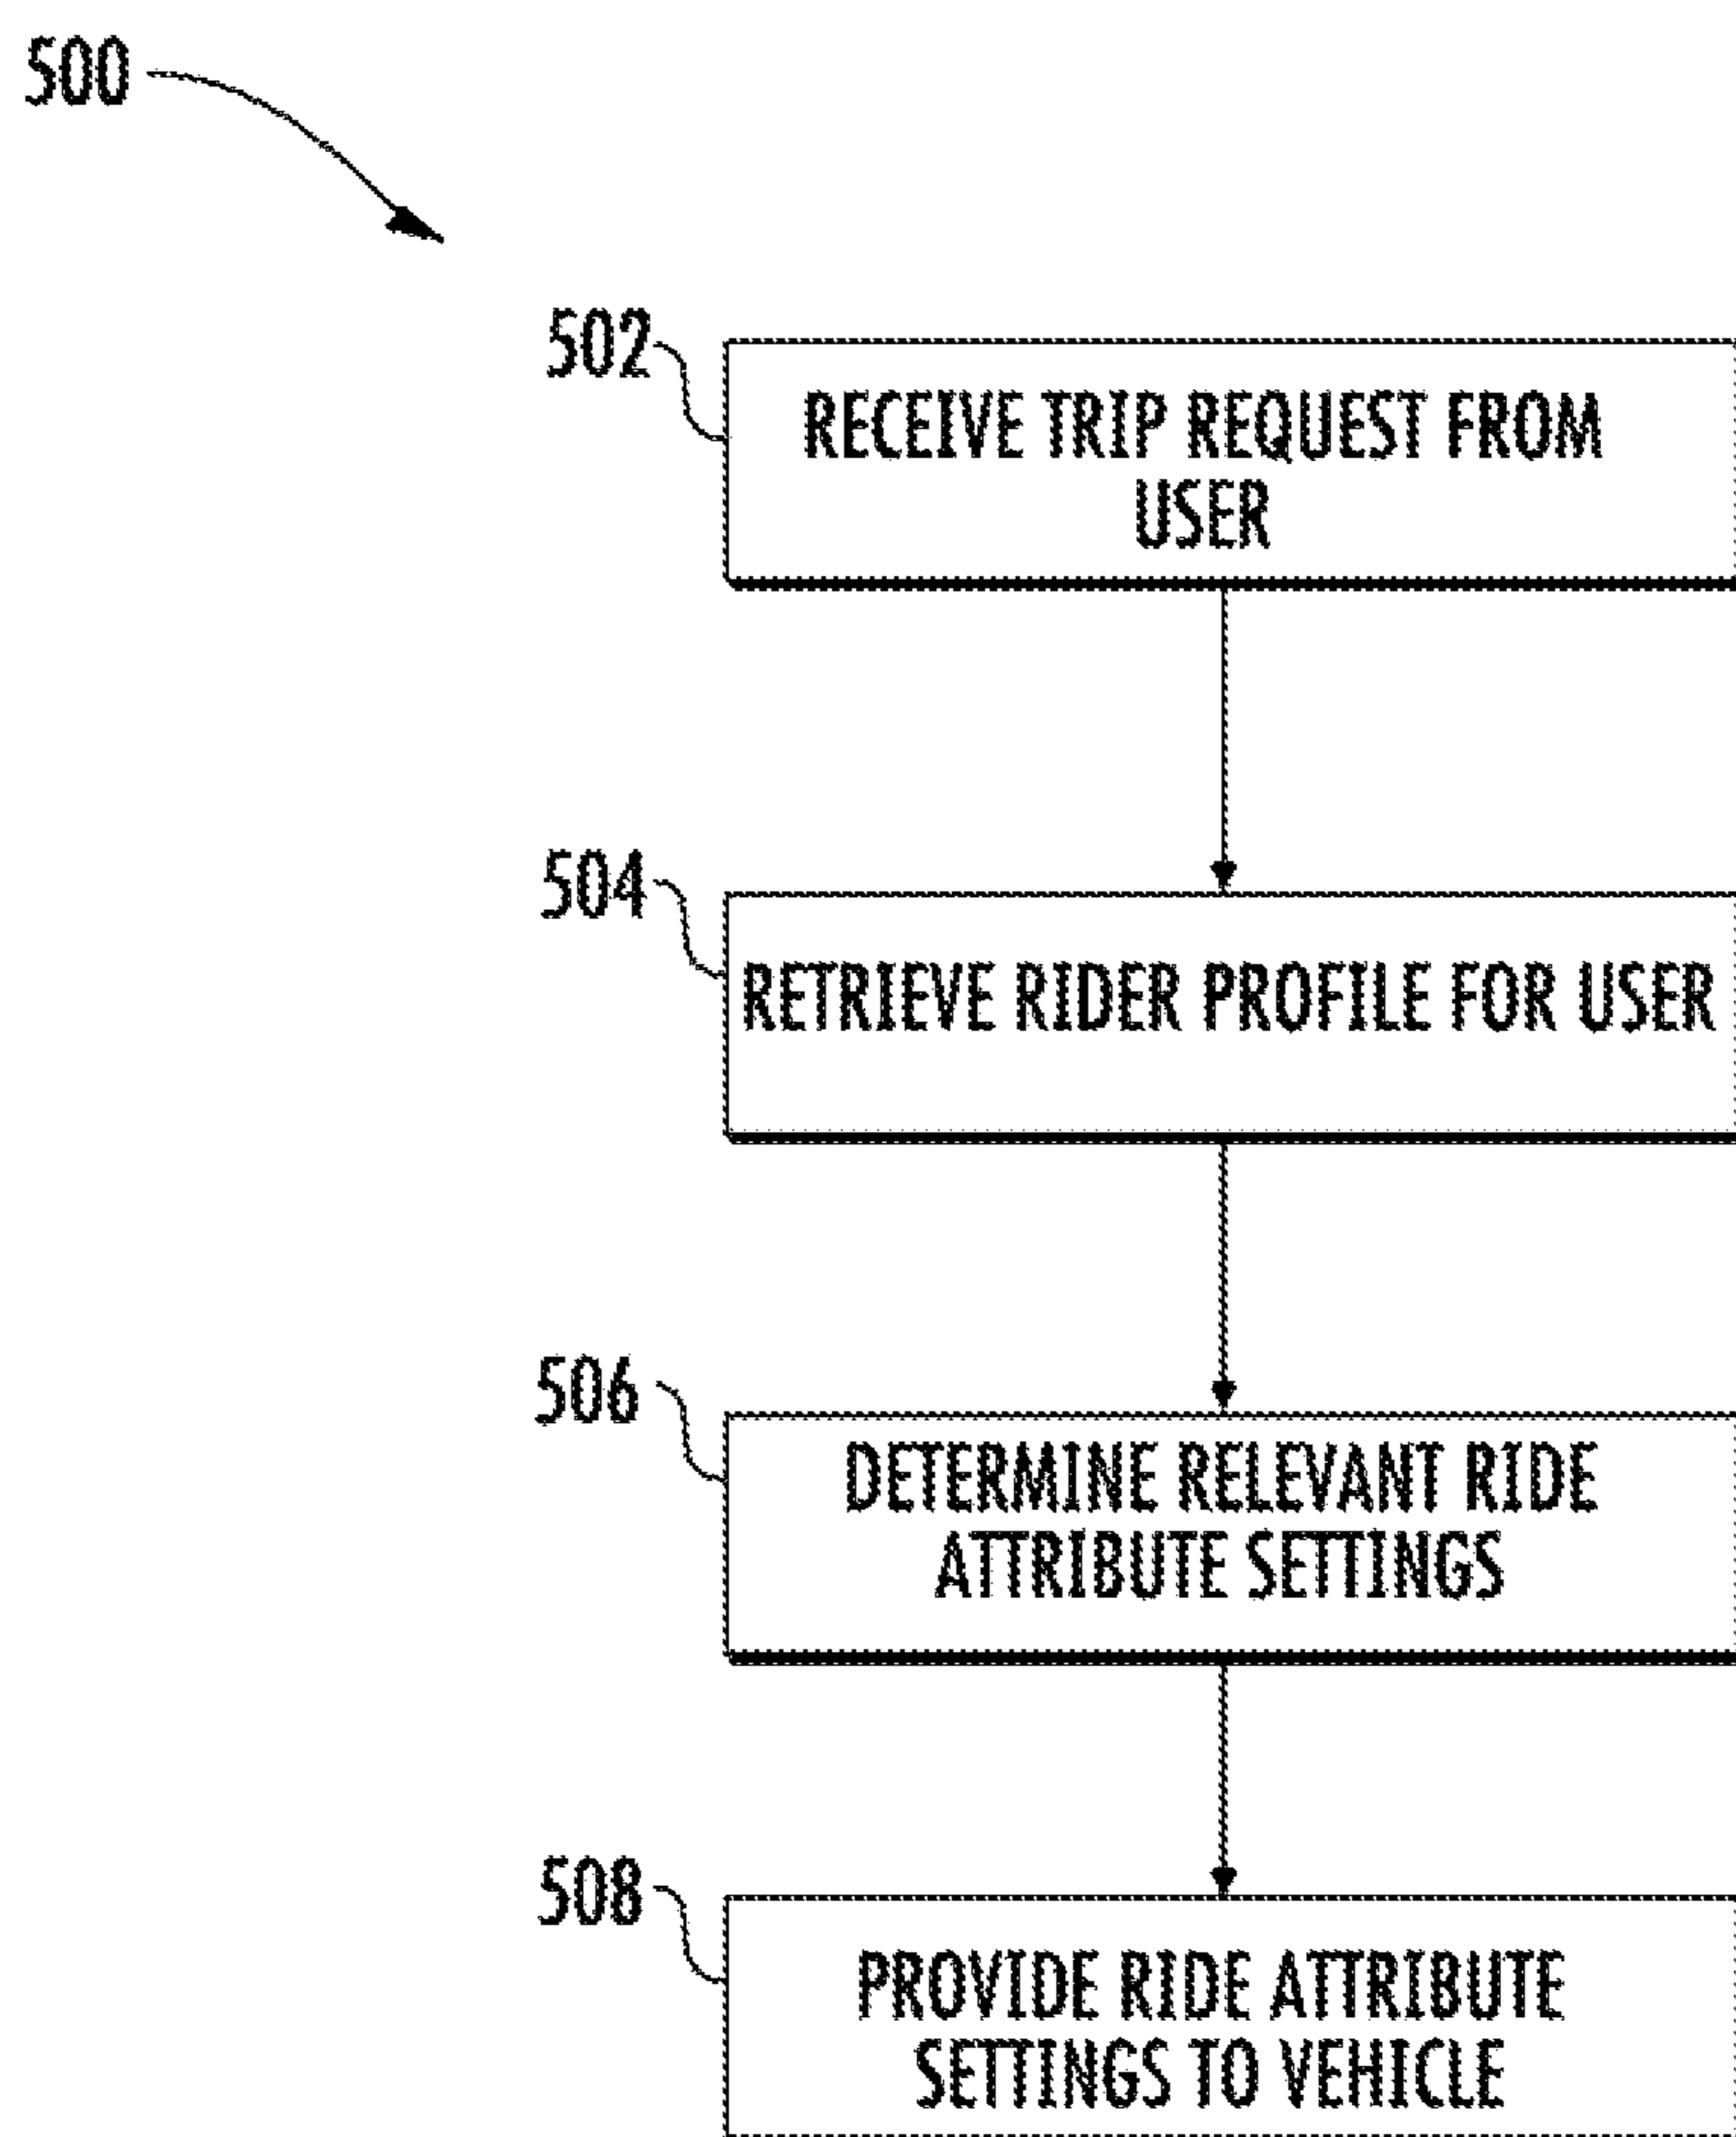 500
502
RECEIVE TRIP REQUEST FROM
USER
504
RETRIEVE RIDER PROFILE FOR USER
506
DETERMINE RELEVANT RIDE
ATTRIBUTE SETTINGS
508
PROVIDE RIDE ATTRIBUTE
SETTINGS TO VEHICLE